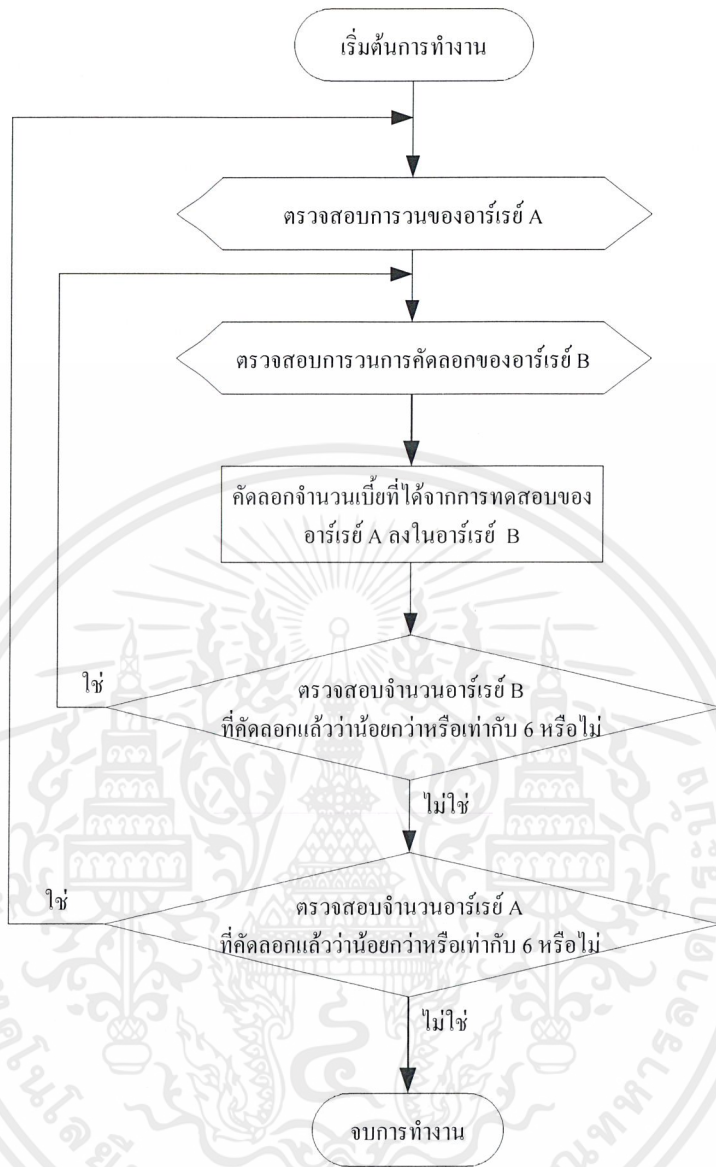 เริ่มต้นการทำงาน
ตรวจสอบการวนของอาร์เรย์ A
ตรวจสอบการวนการคัดลอกของอาร์เรย์ B
คัดลอกจำนวนเบี้ยที่ได้จากการทดสอบของ
อาร์เรย์ A ลงในอาร์เรย์ B
ใช่
ตรวจสอบจำนวนอาร์เรย์ B
ที่คัดลอกแล้วว่าน้อยกว่าหรือเท่ากับ 6 หรือไม่
ไม่ใช่
ใช่
ตรวจสอบจำนวนอาร์เรย์ A
ที่คัดลอกแล้วว่าน้อยกว่าหรือเท่ากับ 6 หรือไม่
ไม่ใช่
จบการทำงาน